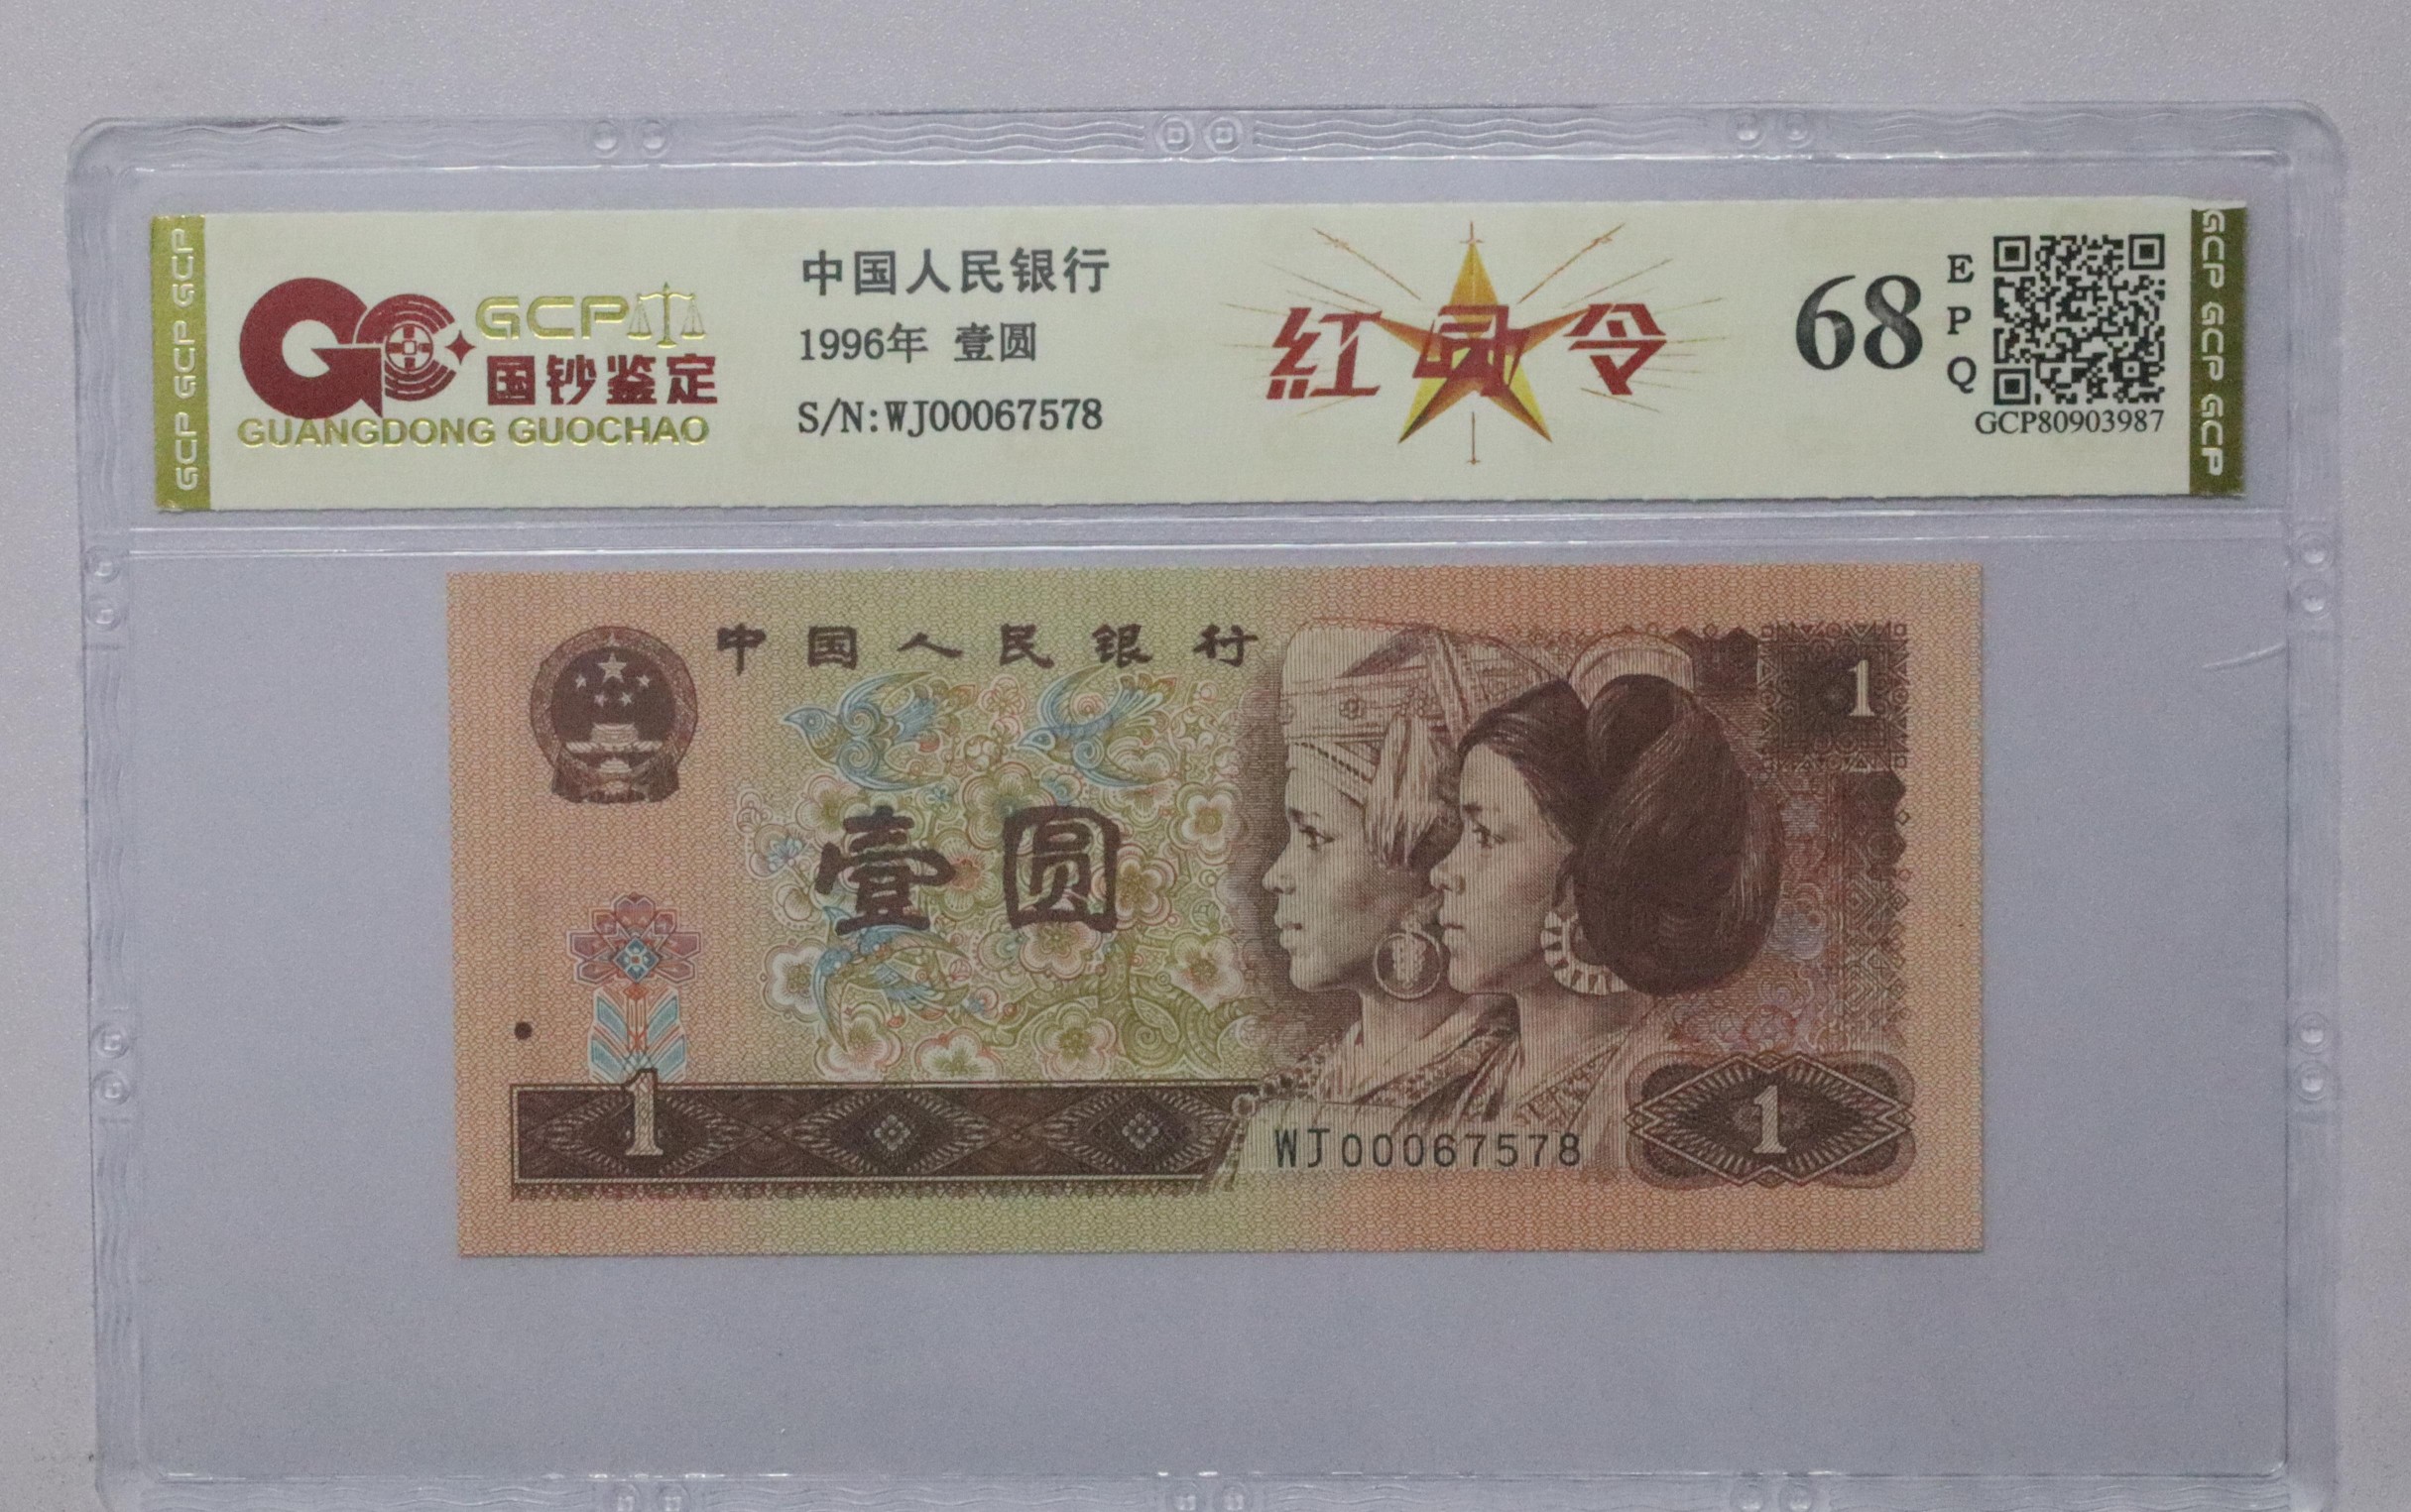 GCP GCP GCP
GCP
国钞鉴定
GUANGDONG GUOCHAO
中国人民银行
1996年 壹圆
S/N:WJ00067578
紅 令
68
E
P
Q
GCP80903987
GCP GCP GCP GCP
中国人民银行
1
壹圆
1
WJ00067578
1